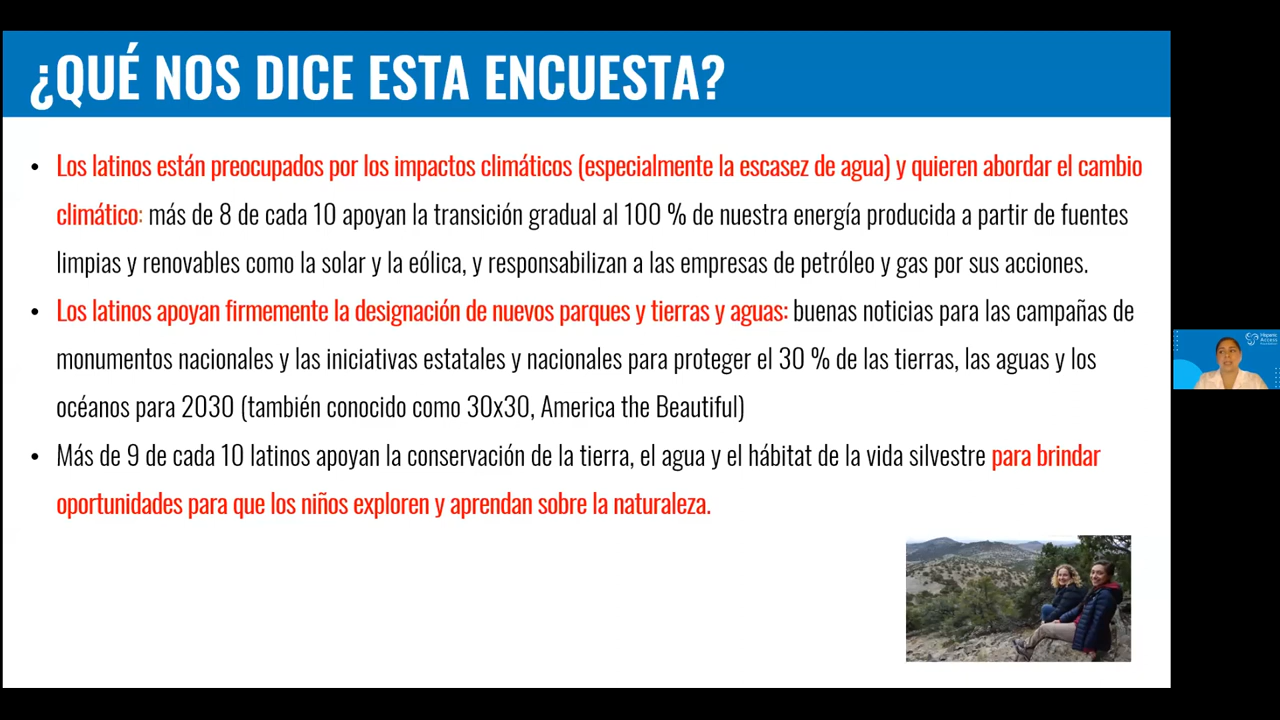 ¿QUÉ NOS DICE ESTA ENCUESTA?
• Los latinos están preocupados por los impactos climáticos (especialmente la escasez de agua) y quieren abordar el cambio
climático: más de 8 de cada 10 apoyan la transición gradual al 100 % de nuestra energía producida a partir de fuentes
limpias y renovables como la solar y la eólica, y responsabilizan a las empresas de petróleo y gas por sus acciones.
• Los latinos apoyan firmemente la designación de nuevos parques y tierras y aguas: buenas noticias para las campañas de
monumentos nacionales y las iniciativas estatales y nacionales para proteger el 30 % de las tierras, las aguas y los
océanos para 2030 (también conocido como 30x30, America the Beautiful)
• Más de 9 de cada 10 latinos apoyan la conservación de la tierra, el agua y el hábitat de la vida silvestre para brindar
oportunidades para que los niños exploren y aprendan sobre la naturaleza.
Hispanic
Access